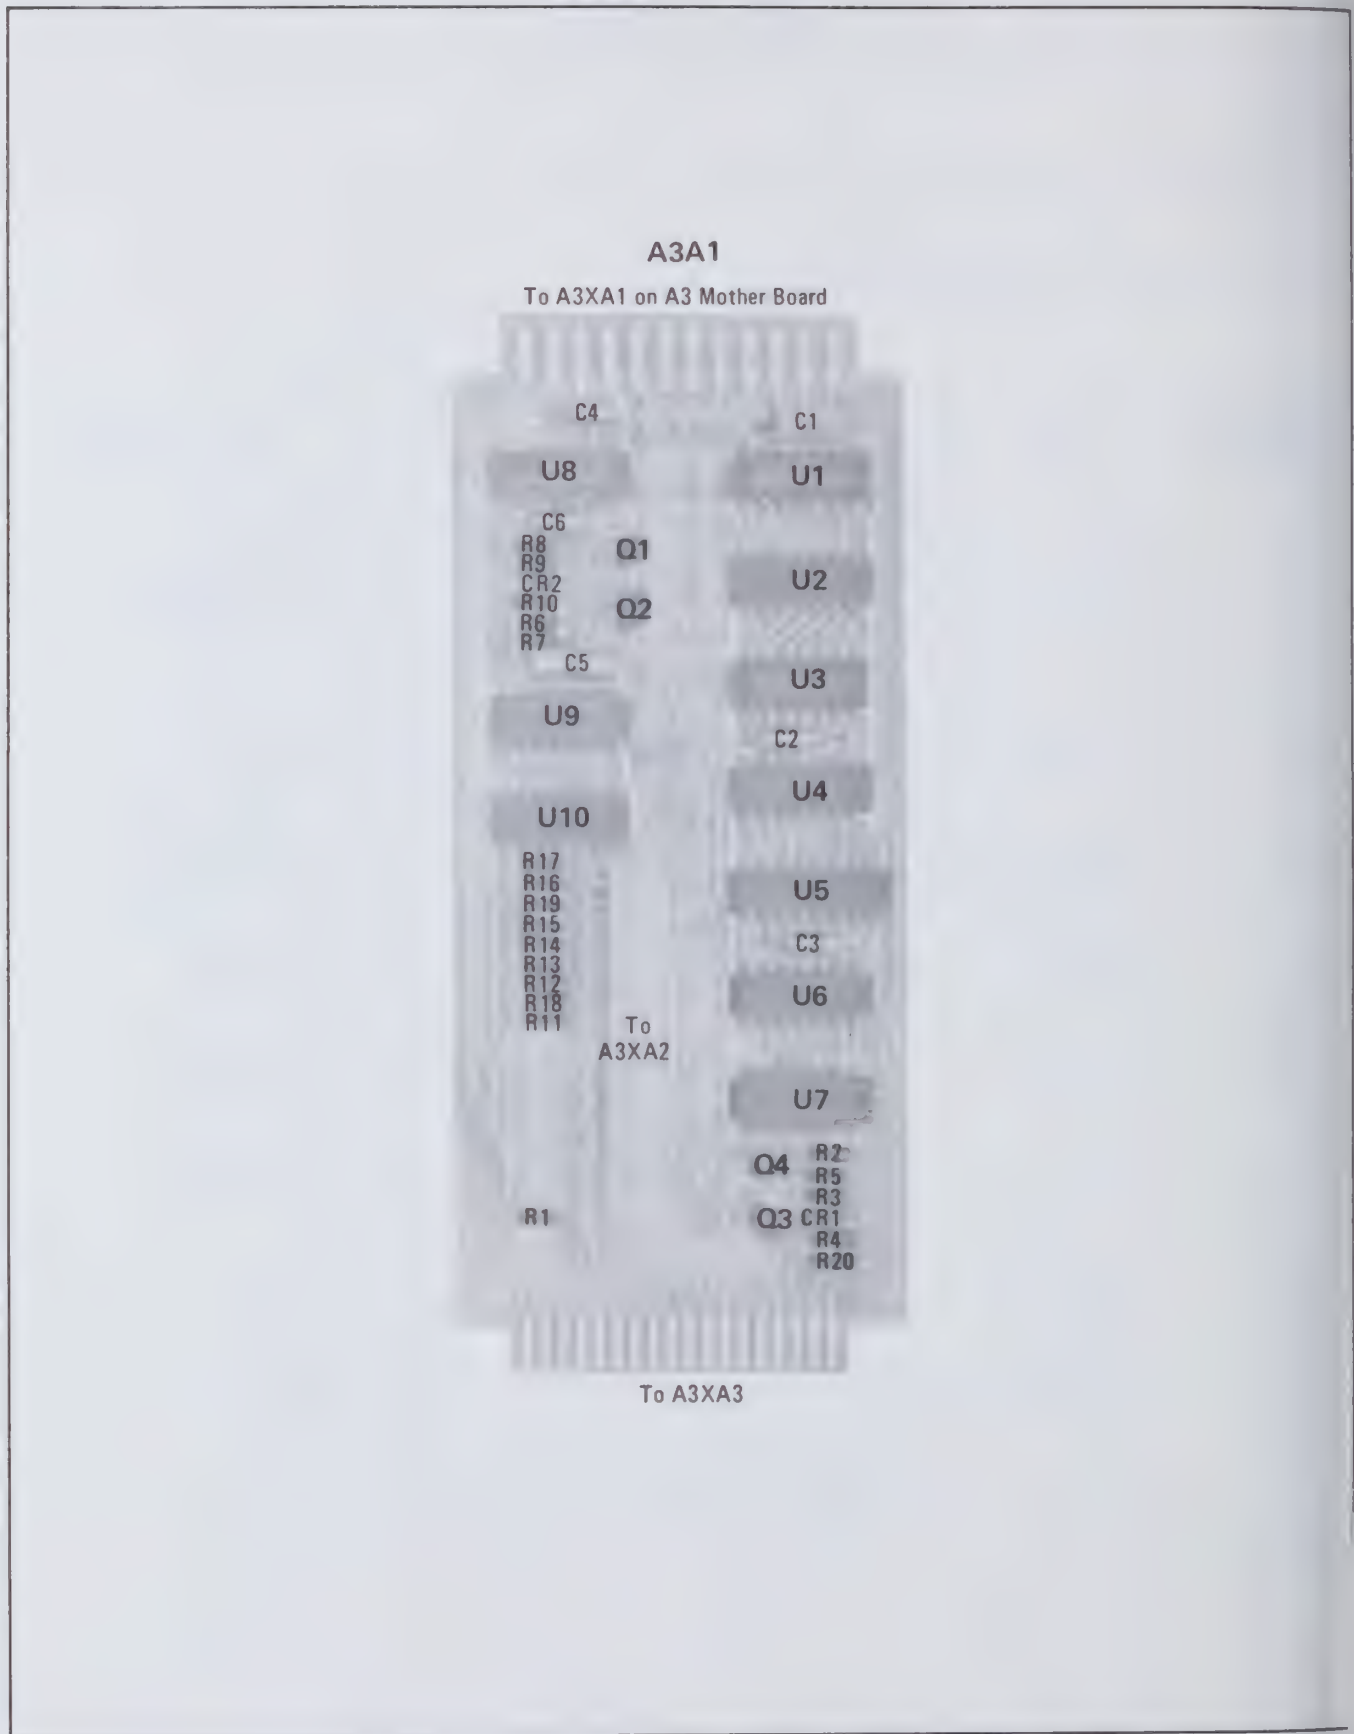 A3A1
To A3XA1 on A3 Mother Board
C4
C1
U8
U1
C6
R8
Q1
R9
CR2
U2
R10
Q2
R6
R7
C5
U3
U9
C2
U4
U10
R17
R16
U5
R19
R15
R14
C3
R13
R12
U6
R18
R11
To
A3XA2
U7
R2
Q4
R5
R3
R1
Q3
CR1
R4
R20
To A3XA3